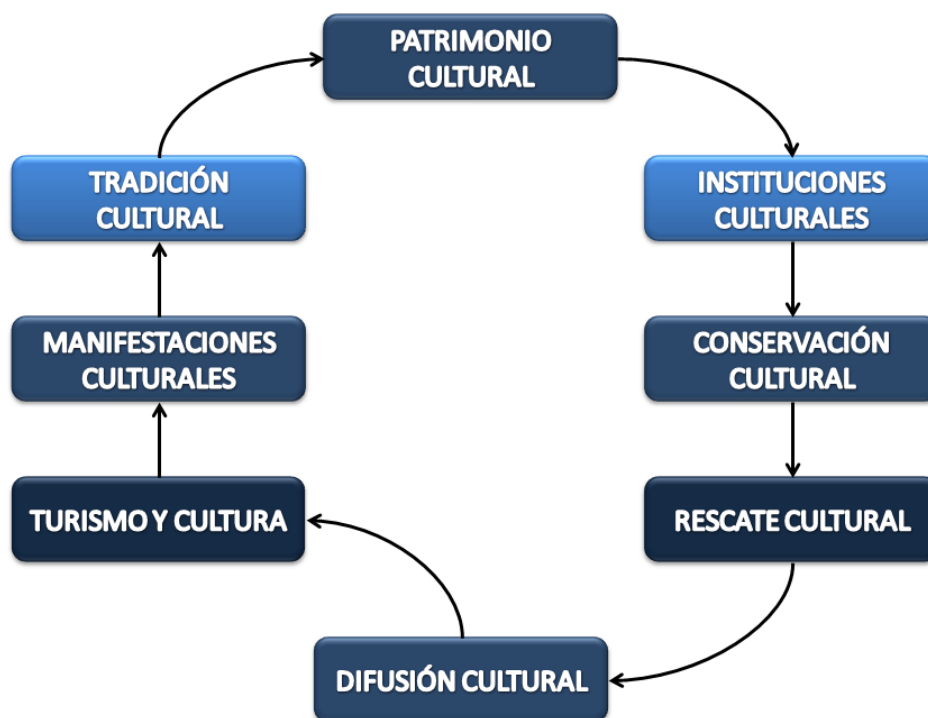 PATRIMONIO
CULTURAL
TRADICIÓN
CULTURAL
INSTITUCIONES
CULTURALES
MANIFESTACIONES
CULTURALES
CONSERVACIÓN
CULTURAL
TURISMO Y CULTURA
RESCATE CULTURAL
DIFUSIÓN CULTURAL